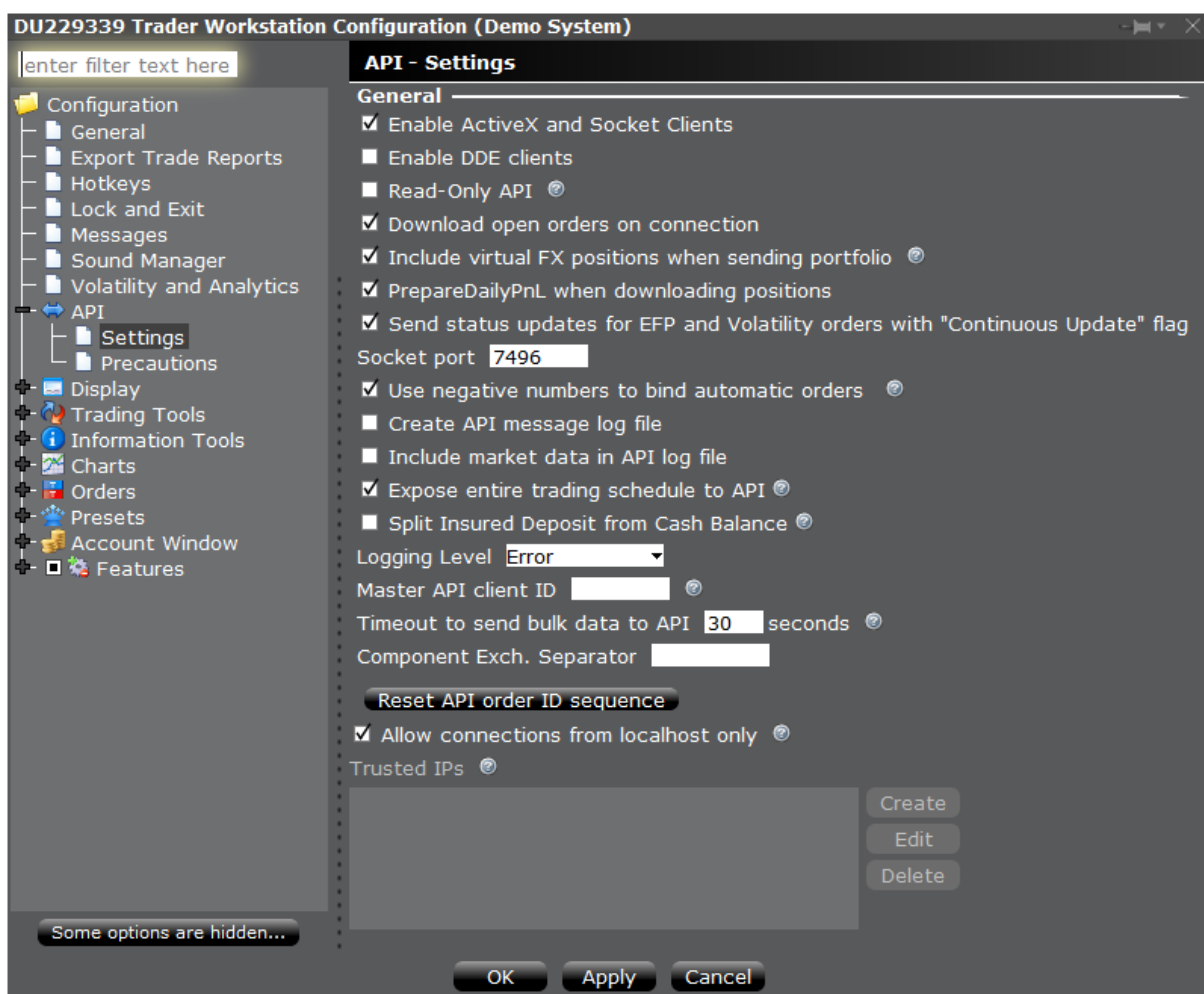 DU229339 Trader Workstation Configuration (Demo System)
enter filter text here
Configuration
General
Export Trade Reports
Hotkeys
Lock and Exit
Messages
Sound Manager
Volatility and Analytics
API
Settings
Precautions
Display
Trading Tools
Information Tools
Charts
Orders
Presets
Account Window
Features
Some options are hidden...
API - Settings
General
Enable ActiveX and Socket Clients
Enable DDE clients
Read-Only API
Download open orders on connection
Include virtual FX positions when sending portfolio
PrepareDailyPnL when downloading positions
Send status updates for EFP and Volatility orders with "Continuous Update" flag
Socket port 7496
Use negative numbers to bind automatic orders
Create API message log file
Include market data in API log file
Expose entire trading schedule to API
Split Insured Deposit from Cash Balance
Logging Level Error
Master API client ID
Timeout to send bulk data to API 30 seconds
Component Exch. Separator
Reset API order ID sequence
Allow connections from localhost only
Trusted IPs
Create
Edit
Delete
OK Apply Cancel